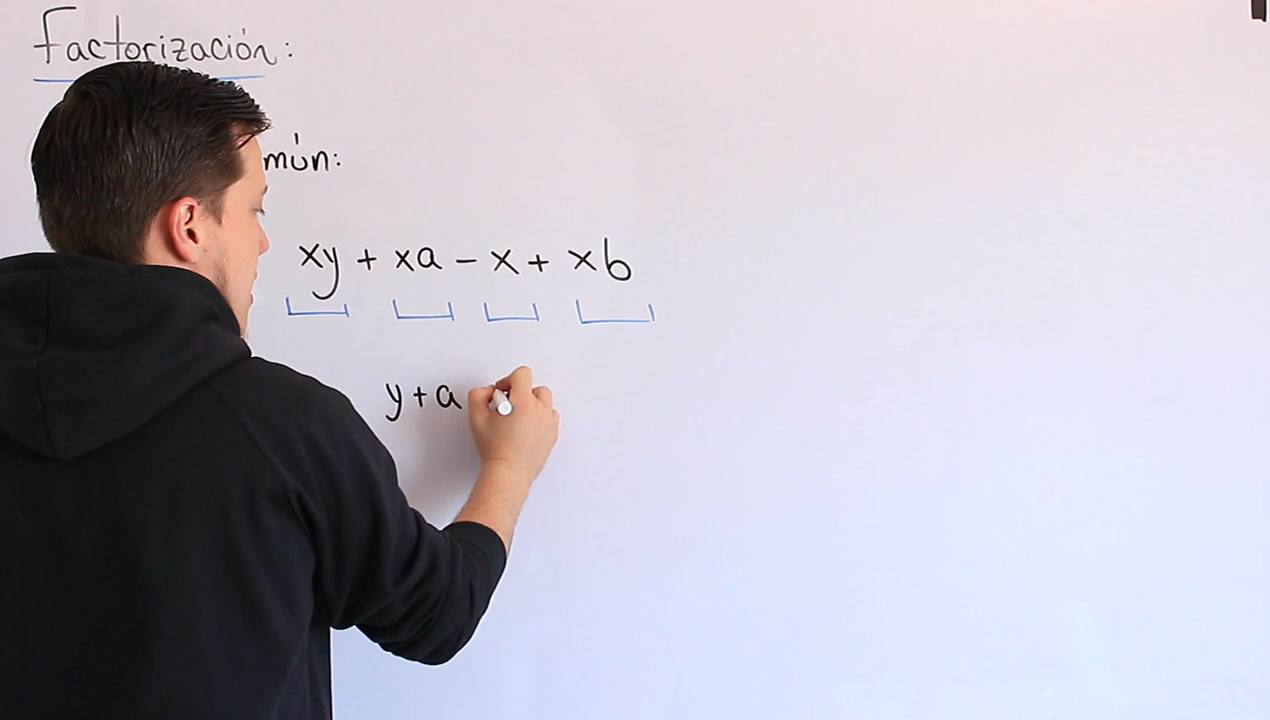 Factorización:
mún:
xy + xa - x + xb
y + a